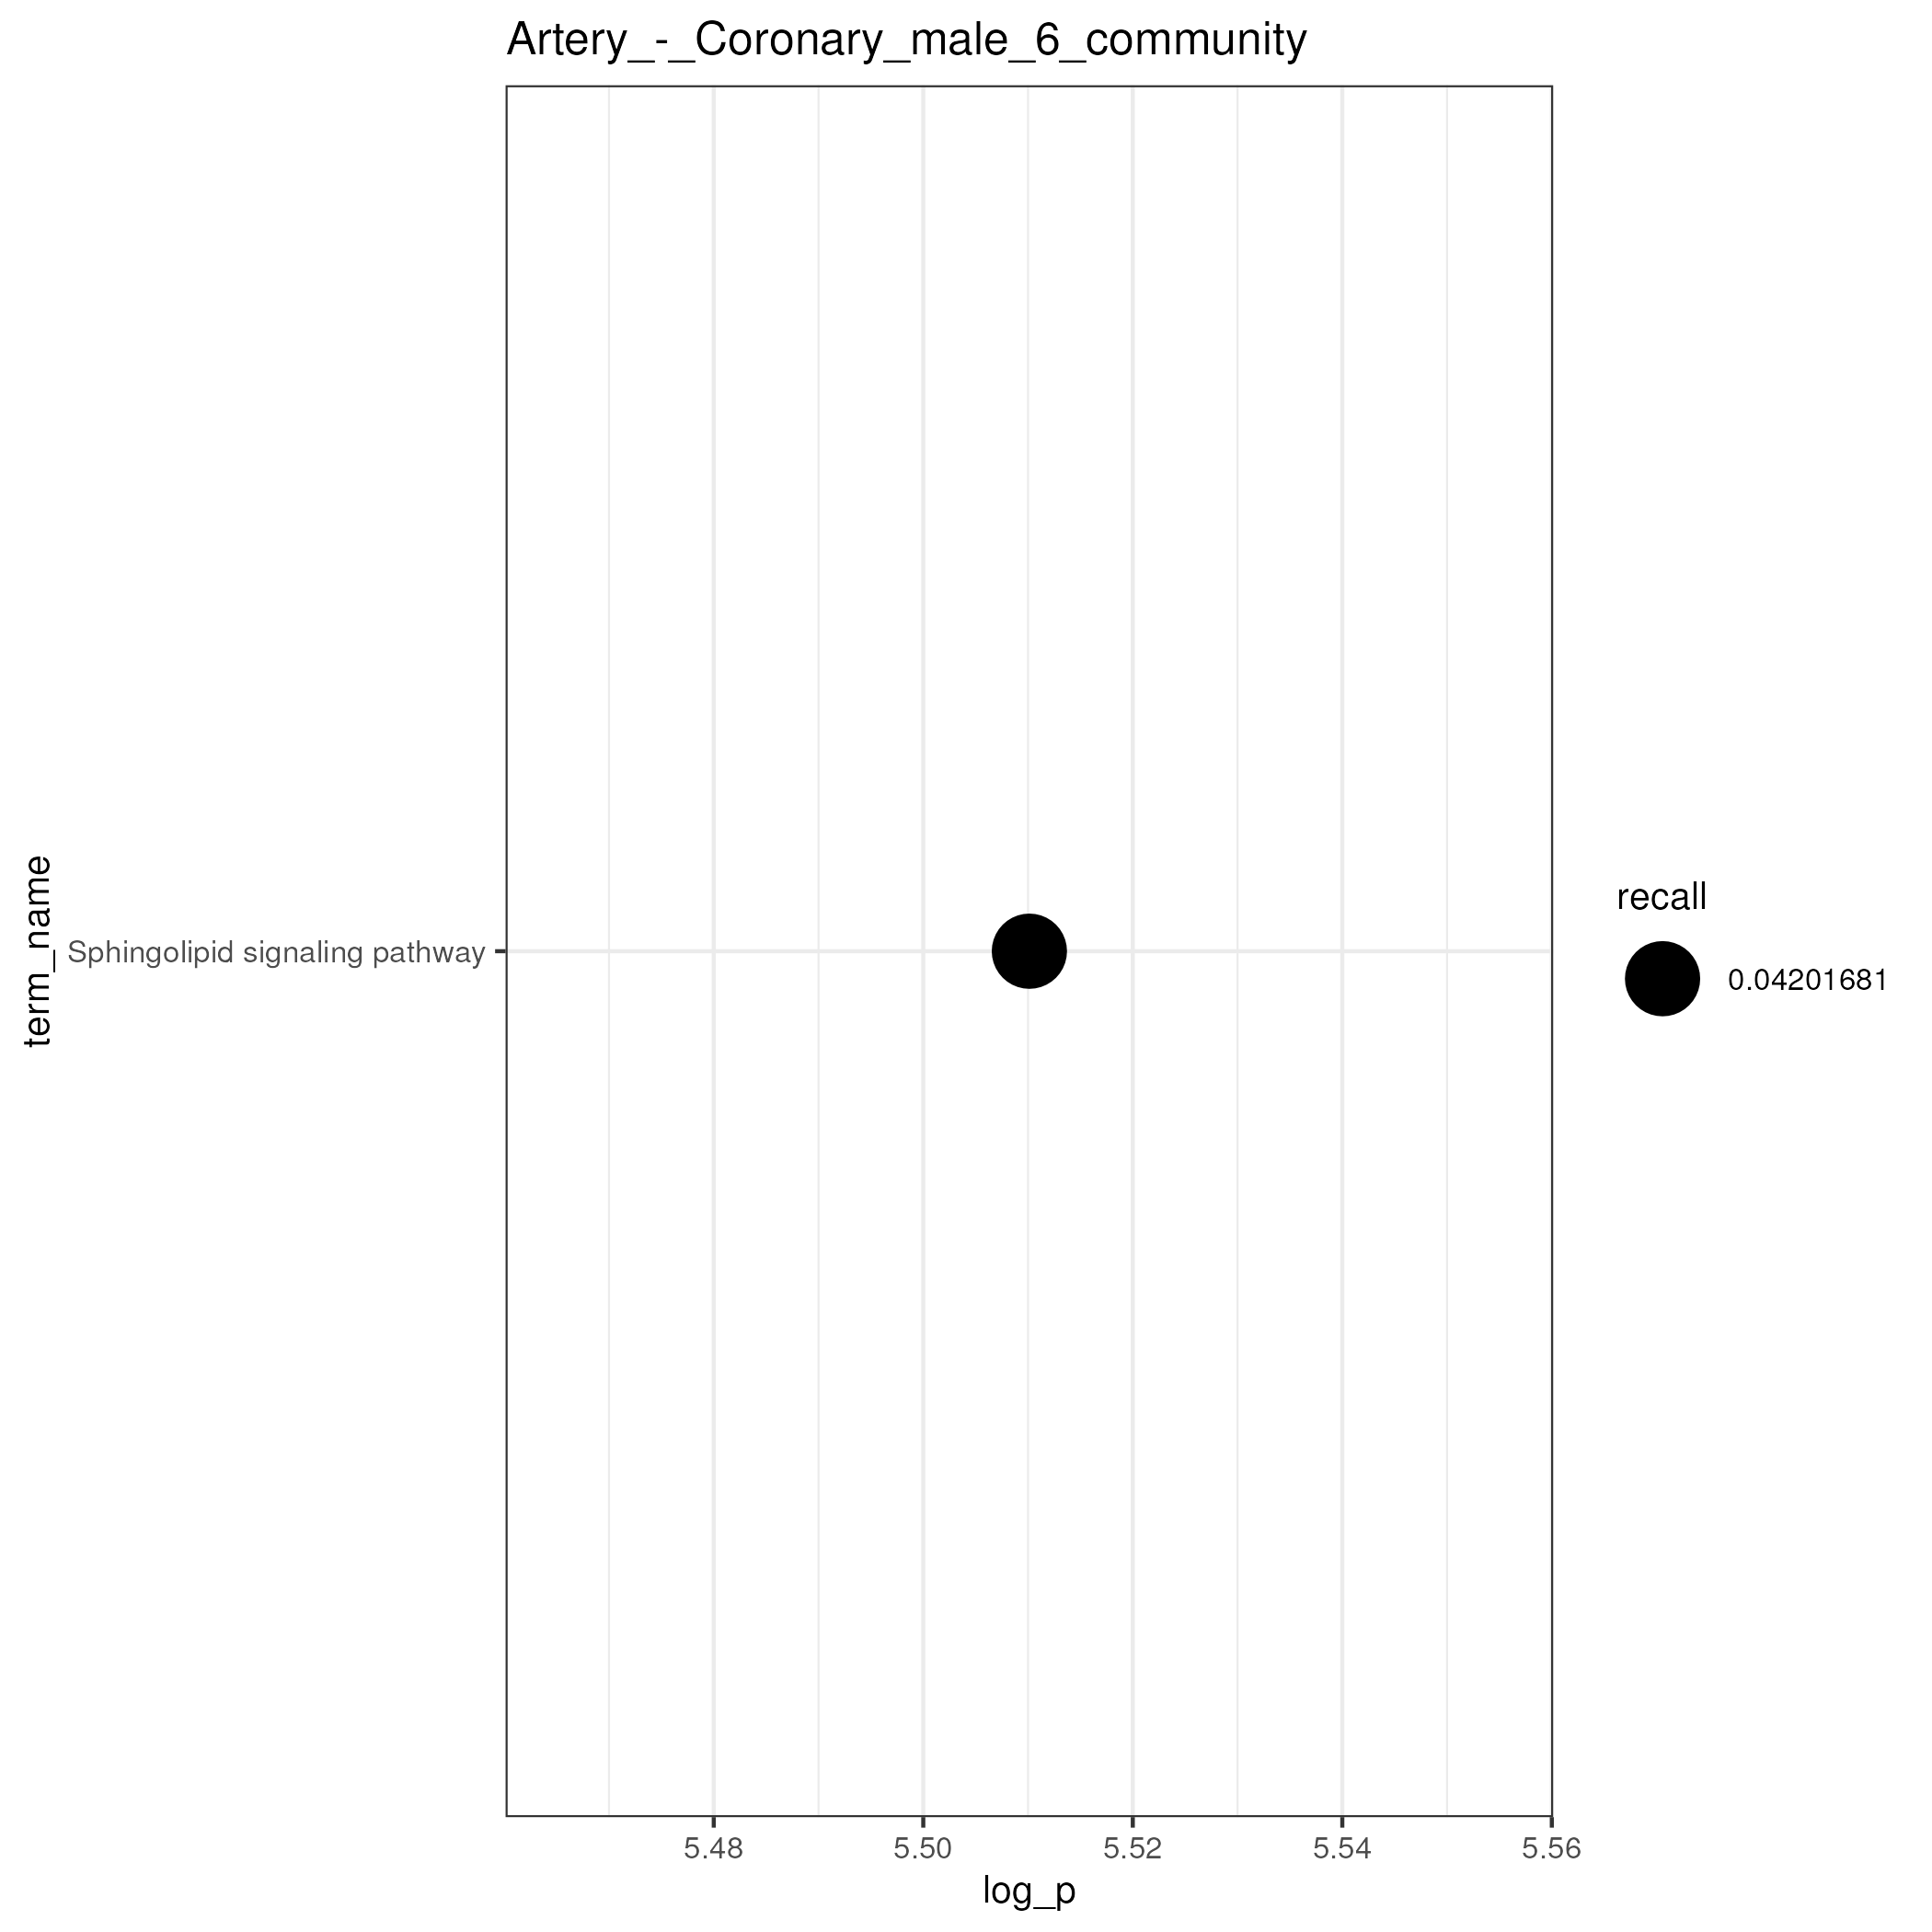 Artery_-_Coronary_male_6_community
term_name
Sphingolipid signaling pathway
recall
0.04201681
5.48 5.50 5.52 5.54 5.56
log_p